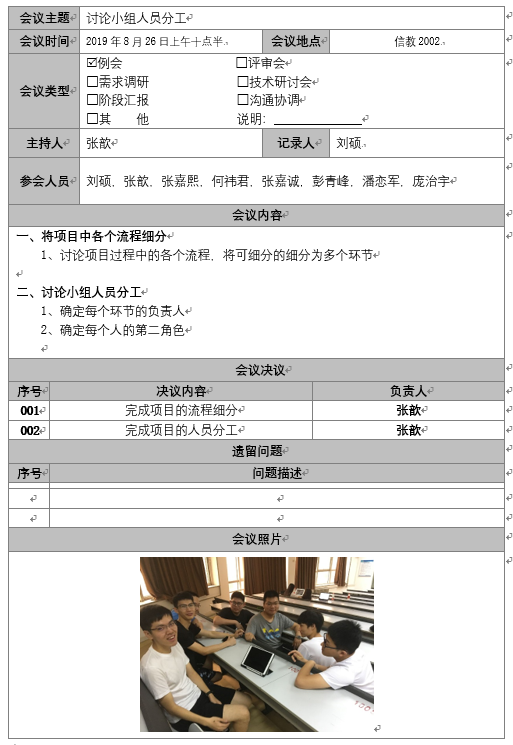 会议主题 讨论小组人员分工
会议时间 2019 年 8 月 26 日上午十点半. 会议地点 信教 2002.
会议类型 ☑例会 □评审会
□需求调研 □技术研讨会
□阶段汇报 □沟通协调
□其 他 说明:
主持人 张歆 记录人 刘硕.
参会人员 刘硕, 张歆, 张嘉熙, 何祎君, 张嘉诚, 彭青峰, 潘恋军, 庞治宇
会议内容
一、将项目中各个流程细分
1、讨论项目过程中的各个流程, 将可细分的细分为多个环节
二、讨论小组人员分工
1、确定每个环节的负责人
2、确定每个人的第二角色
会议决议
序号 决议内容 负责人
001 完成项目的流程细分 张歆
002 完成项目的人员分工 张歆
遗留问题
序号 问题描述
会议照片